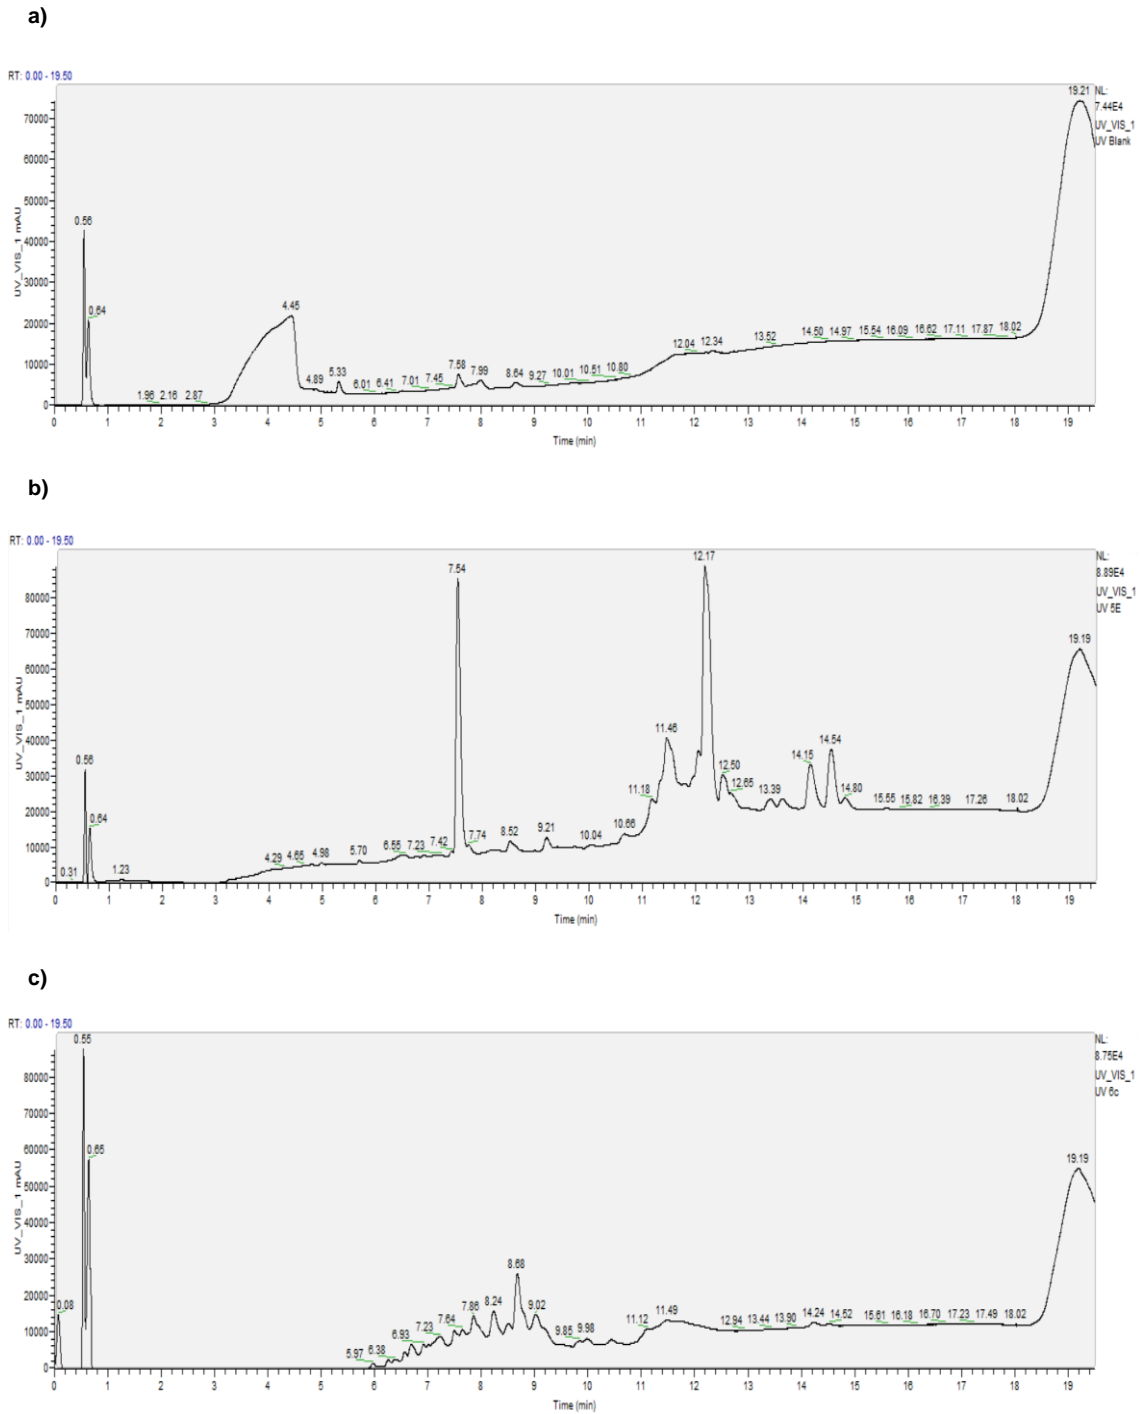 a)
RT: 0.00 - 19.50
NL:
7.44E4
UV_VIS_1
UV Blank
UV_VIS_1 mAU
70000
60000
50000
40000
30000
20000
10000
0
0.56
0.64
1.96 2.16 2.87
4.45
4.89
5.33
6.01 6.41 7.01 7.45
7.58
7.99
8.64
9.27 10.01 10.51 10.80
12.04 12.34
13.52
14.50 14.97 15.54 16.09 16.62 17.11 17.87 18.02
19.21
0 1 2 3 4 5 6 7 8 9 10 11 12 13 14 15 16 17 18 19
Time (min)
b)
RT: 0.00 - 19.50
NL:
8.89E4
UV_VIS_1
UV 5E
UV_VIS_1 mAU
80000
70000
60000
50000
40000
30000
20000
10000
0
0.31
0.56
0.64
1.23
4.29 4.65 4.98
5.70
6.55 7.23 7.42
7.54
7.74
8.52
9.21
10.04
10.66
11.18
11.46
12.17
12.50
12.65
13.39
14.15
14.54
14.80
15.55 15.82 16.39 17.26 18.02
19.19
0 1 2 3 4 5 6 7 8 9 10 11 12 13 14 15 16 17 18 19
Time (min)
c)
RT: 0.00 - 19.50
NL:
8.75E4
UV_VIS_1
UV 6c
UV_VIS_1 mAU
80000
70000
60000
50000
40000
30000
20000
10000
0
0.08
0.55
0.65
5.97
6.38
6.93
7.23
7.64
7.86
8.24
8.68
9.02
9.85 9.98
11.12
11.49
12.94 13.44 13.90
14.24 14.52
15.61 16.18 16.70 17.23 17.49 18.02
19.19
0 1 2 3 4 5 6 7 8 9 10 11 12 13 14 15 16 17 18 19
Time (min)